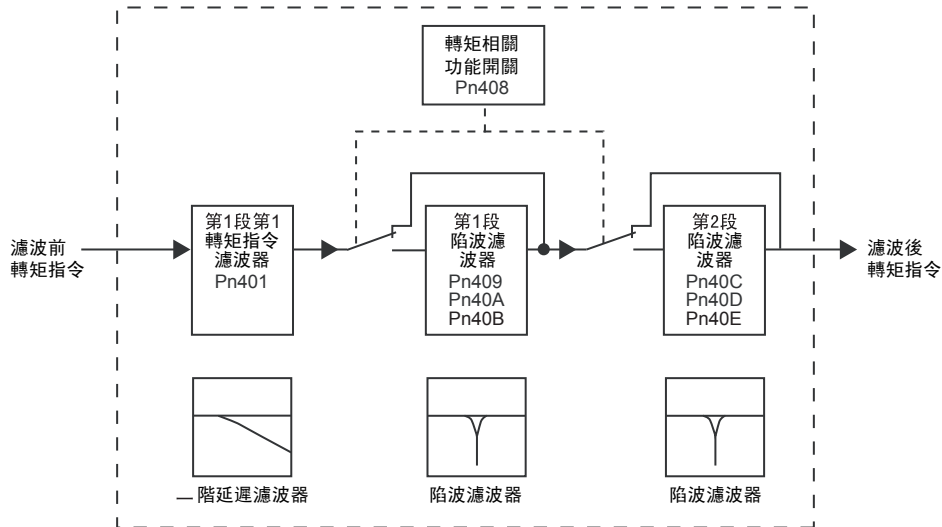 轉矩相關
功能開關
Pn408
濾波前
轉矩指令
第1段第1
轉矩指令
濾波器
Pn401
第1段
陷波濾
波器
Pn409
Pn40A
Pn40B
第2段
陷波濾
波器
Pn40C
Pn40D
Pn40E
濾波後
轉矩指令
一階延遲濾波器
陷波濾波器
陷波濾波器